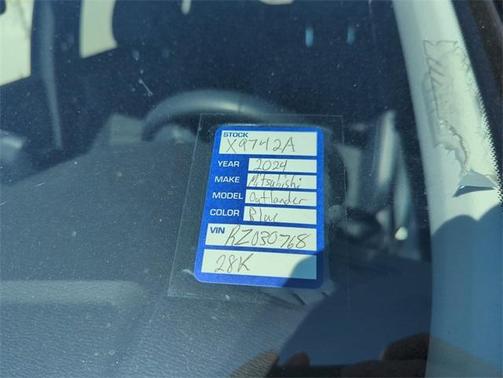 STOCK
X9742A
YEAR 2024
MAKE Mitsubishi
MODEL Outlander
COLOR Blue
VIN RZ030768
28K